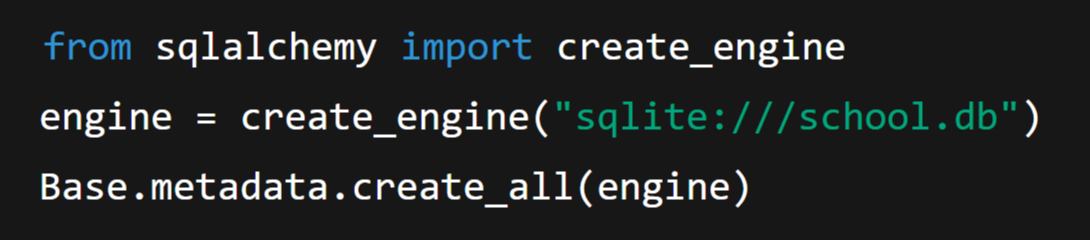 from sqlalchemy import create_engine
engine = create_engine("sqlite:///school.db")
Base.metadata.create_all(engine)